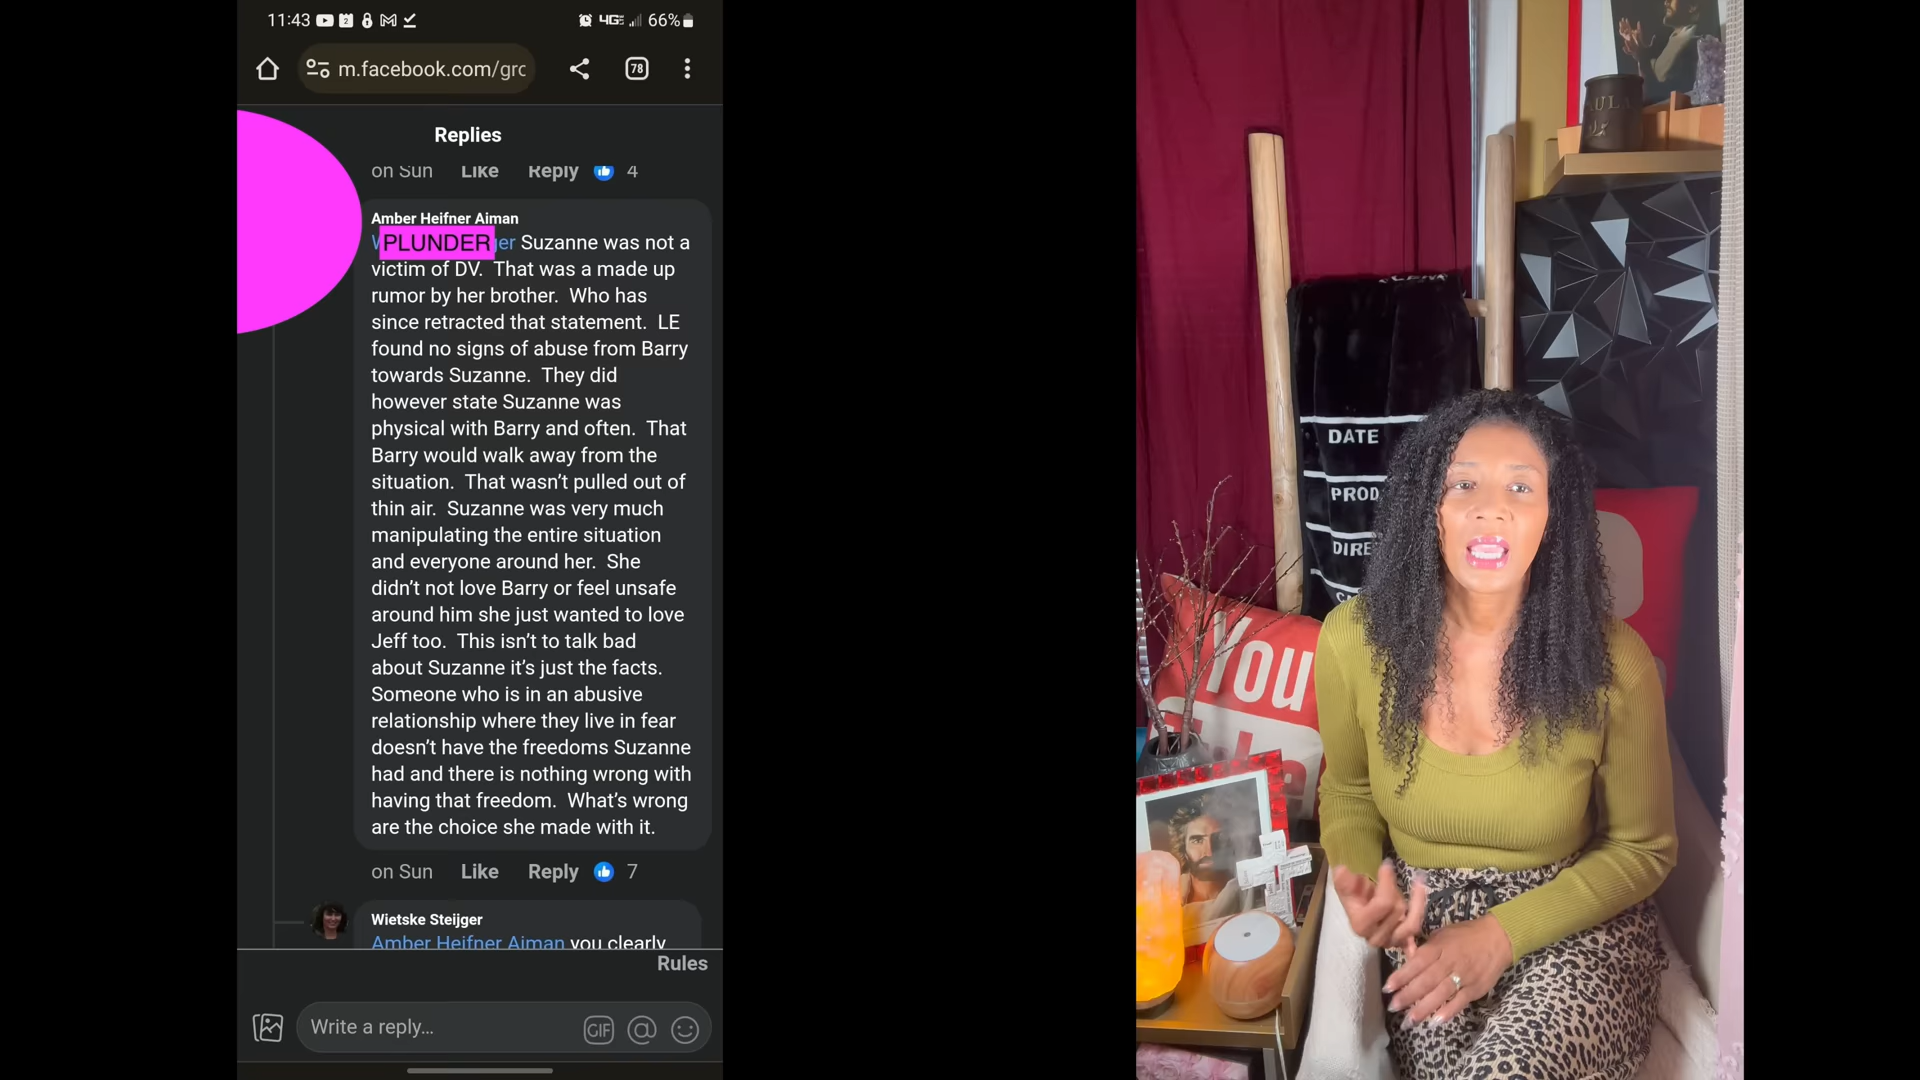 11:43
2
4G
66%
m.facebook.com/grc
78
Replies
on Sun Like Reply 4
Amber Heifner Aiman
PLUNDER Suzanne was not a
victim of DV. That was a made up
rumor by her brother. Who has
since retracted that statement. LE
found no signs of abuse from Barry
towards Suzanne. They did
however state Suzanne was
physical with Barry and often. That
Barry would walk away from the
situation. That wasn’t pulled out of
thin air. Suzanne was very much
manipulating the entire situation
and everyone around her. She
didn’t not love Barry or feel unsafe
around him she just wanted to love
Jeff too. This isn’t to talk bad
about Suzanne it’s just the facts.
Someone who is in an abusive
relationship where they live in fear
doesn’t have the freedoms Suzanne
had and there is nothing wrong with
having that freedom. What’s wrong
are the choice she made with it.
on Sun Like Reply 7
Wietske Steijger
Amber Heifner Aiman you clearly
Rules
Write a reply…
GIF
DATE
PROD
DIRE
You